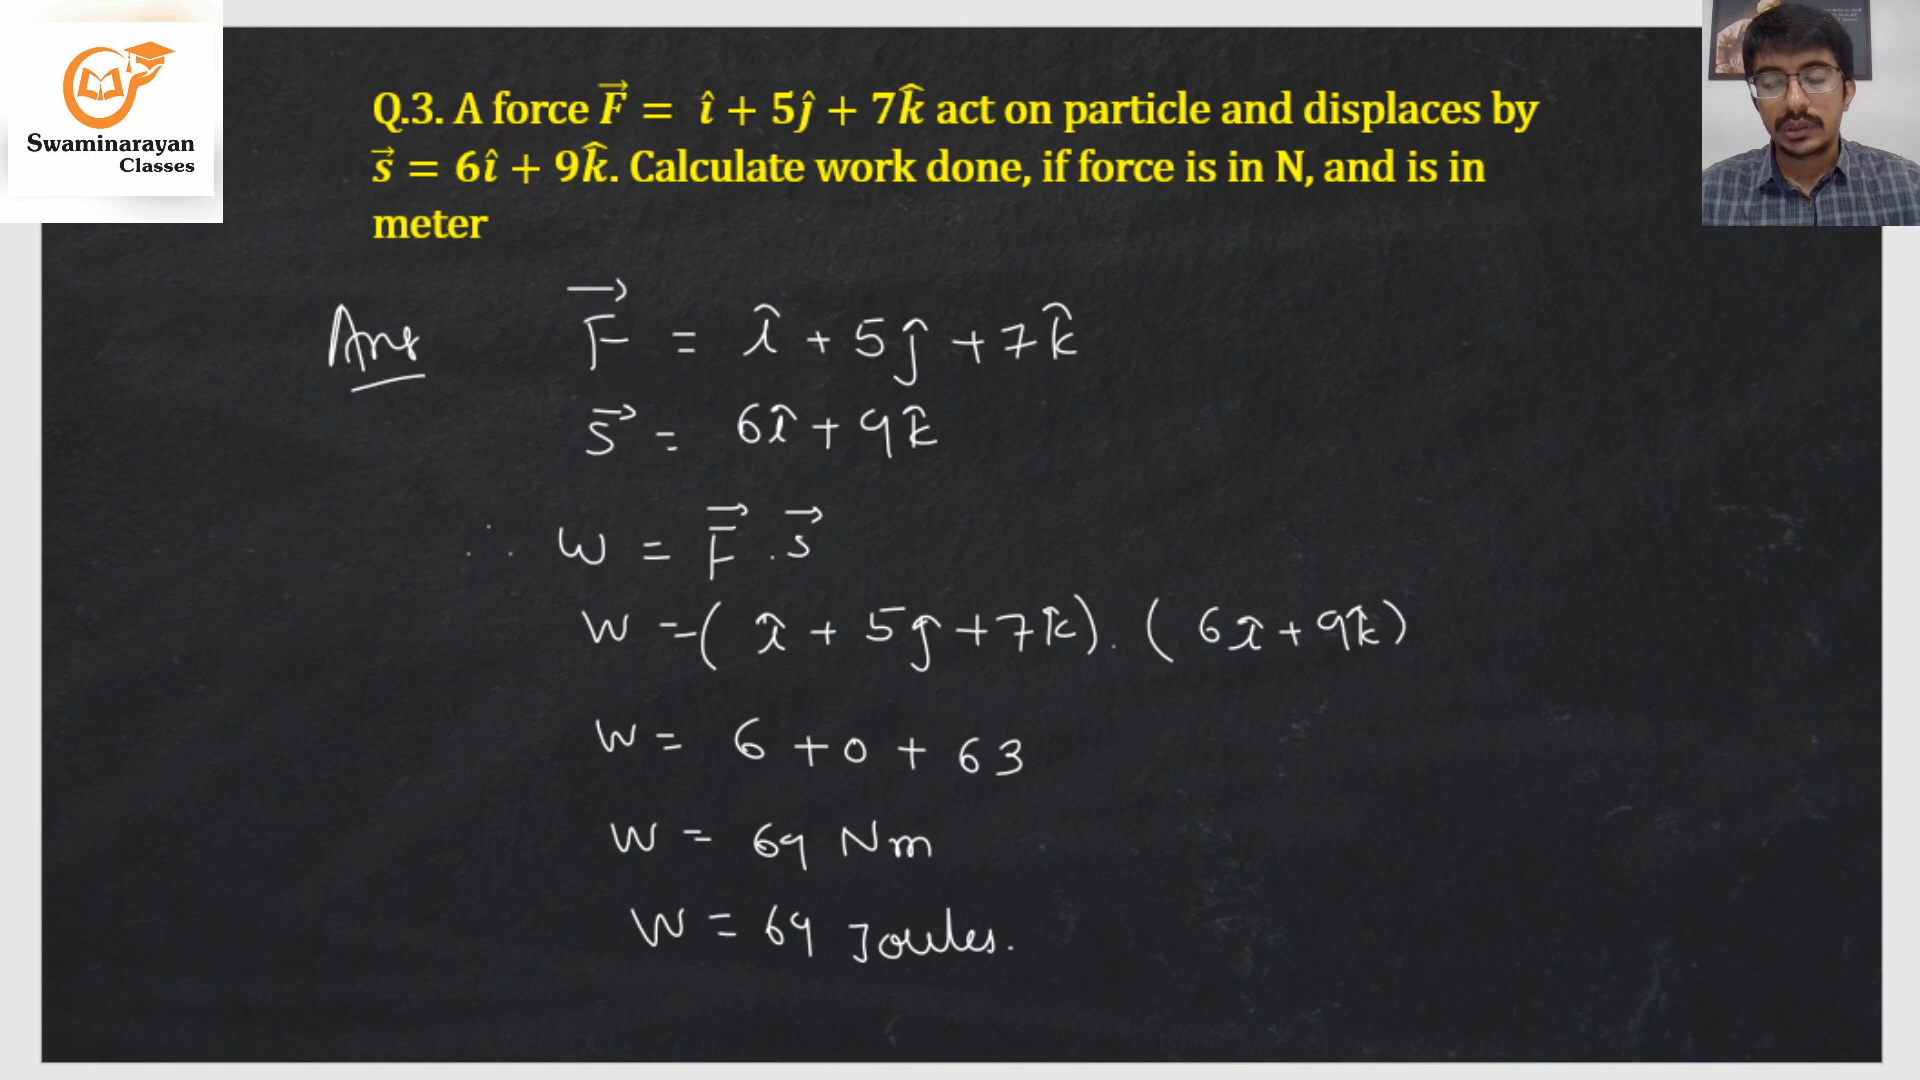 Swaminarayan
Classes
Q.3. A force F⃗ = î + 5ĵ + 7k̂ act on particle and displaces by
s⃗ = 6î + 9k̂. Calculate work done, if force is in N, and is in
meter
Ans F⃗ = î + 5ĵ + 7k̂
s⃗ = 6î + 9k̂
∴ W = F⃗ . s⃗
W = ( î + 5ĵ + 7k̂ ) . ( 6î + 9k̂ )
W = 6 + 0 + 63
W = 69 Nm
W = 69 Joules.